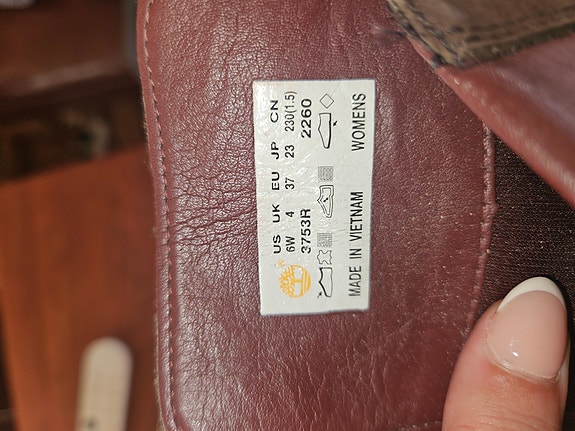 US UK EU JP CN
6W 4 37 23 230(1.5)
3753R 2260
MADE IN VIETNAM WOMENS